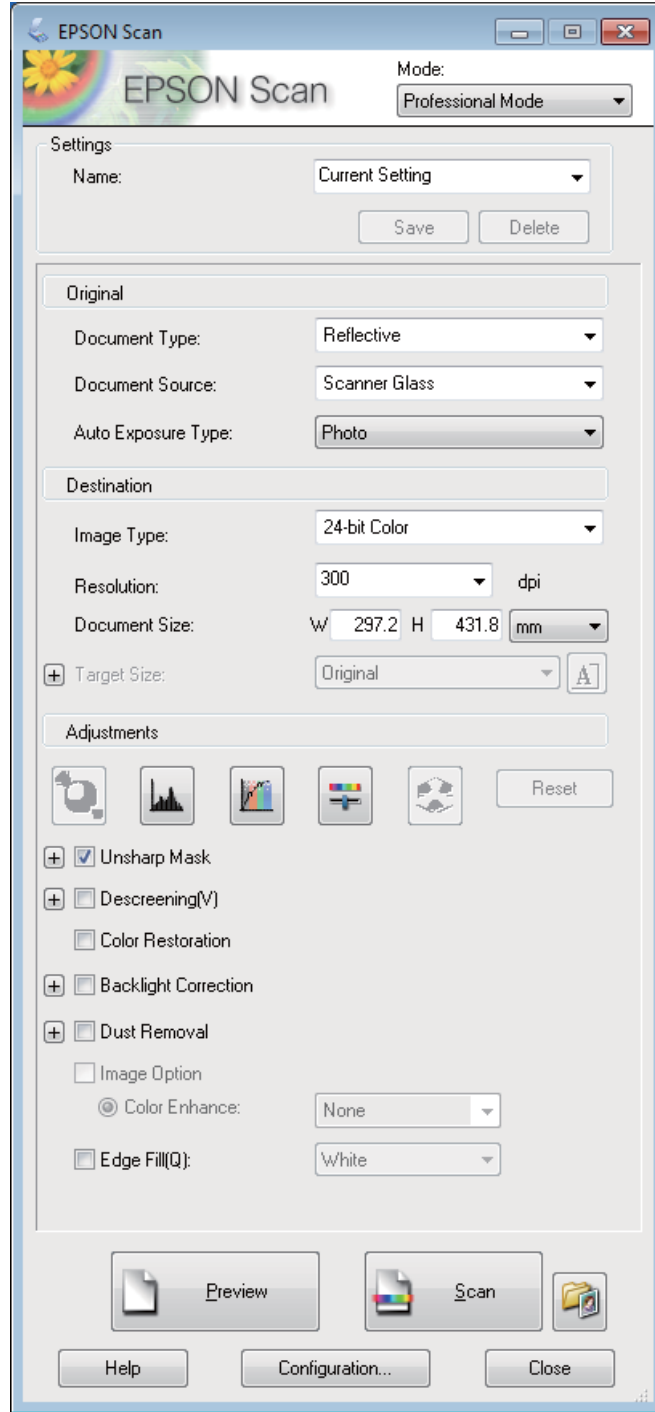 EPSON Scan
EPSON Scan
Mode:
Professional Mode
Settings
Name: Current Setting
Save Delete
Original
Document Type: Reflective
Document Source: Scanner Glass
Auto Exposure Type: Photo
Destination
Image Type: 24-bit Color
Resolution: 300 dpi
Document Size: W 297.2 H 431.8 mm
Target Size: Original A
Adjustments
Reset
Unsharp Mask
Descreening(V)
Color Restoration
Backlight Correction
Dust Removal
Image Option
Color Enhance: None
Edge Fill(Q): White
Preview Scan
Help Configuration... Close